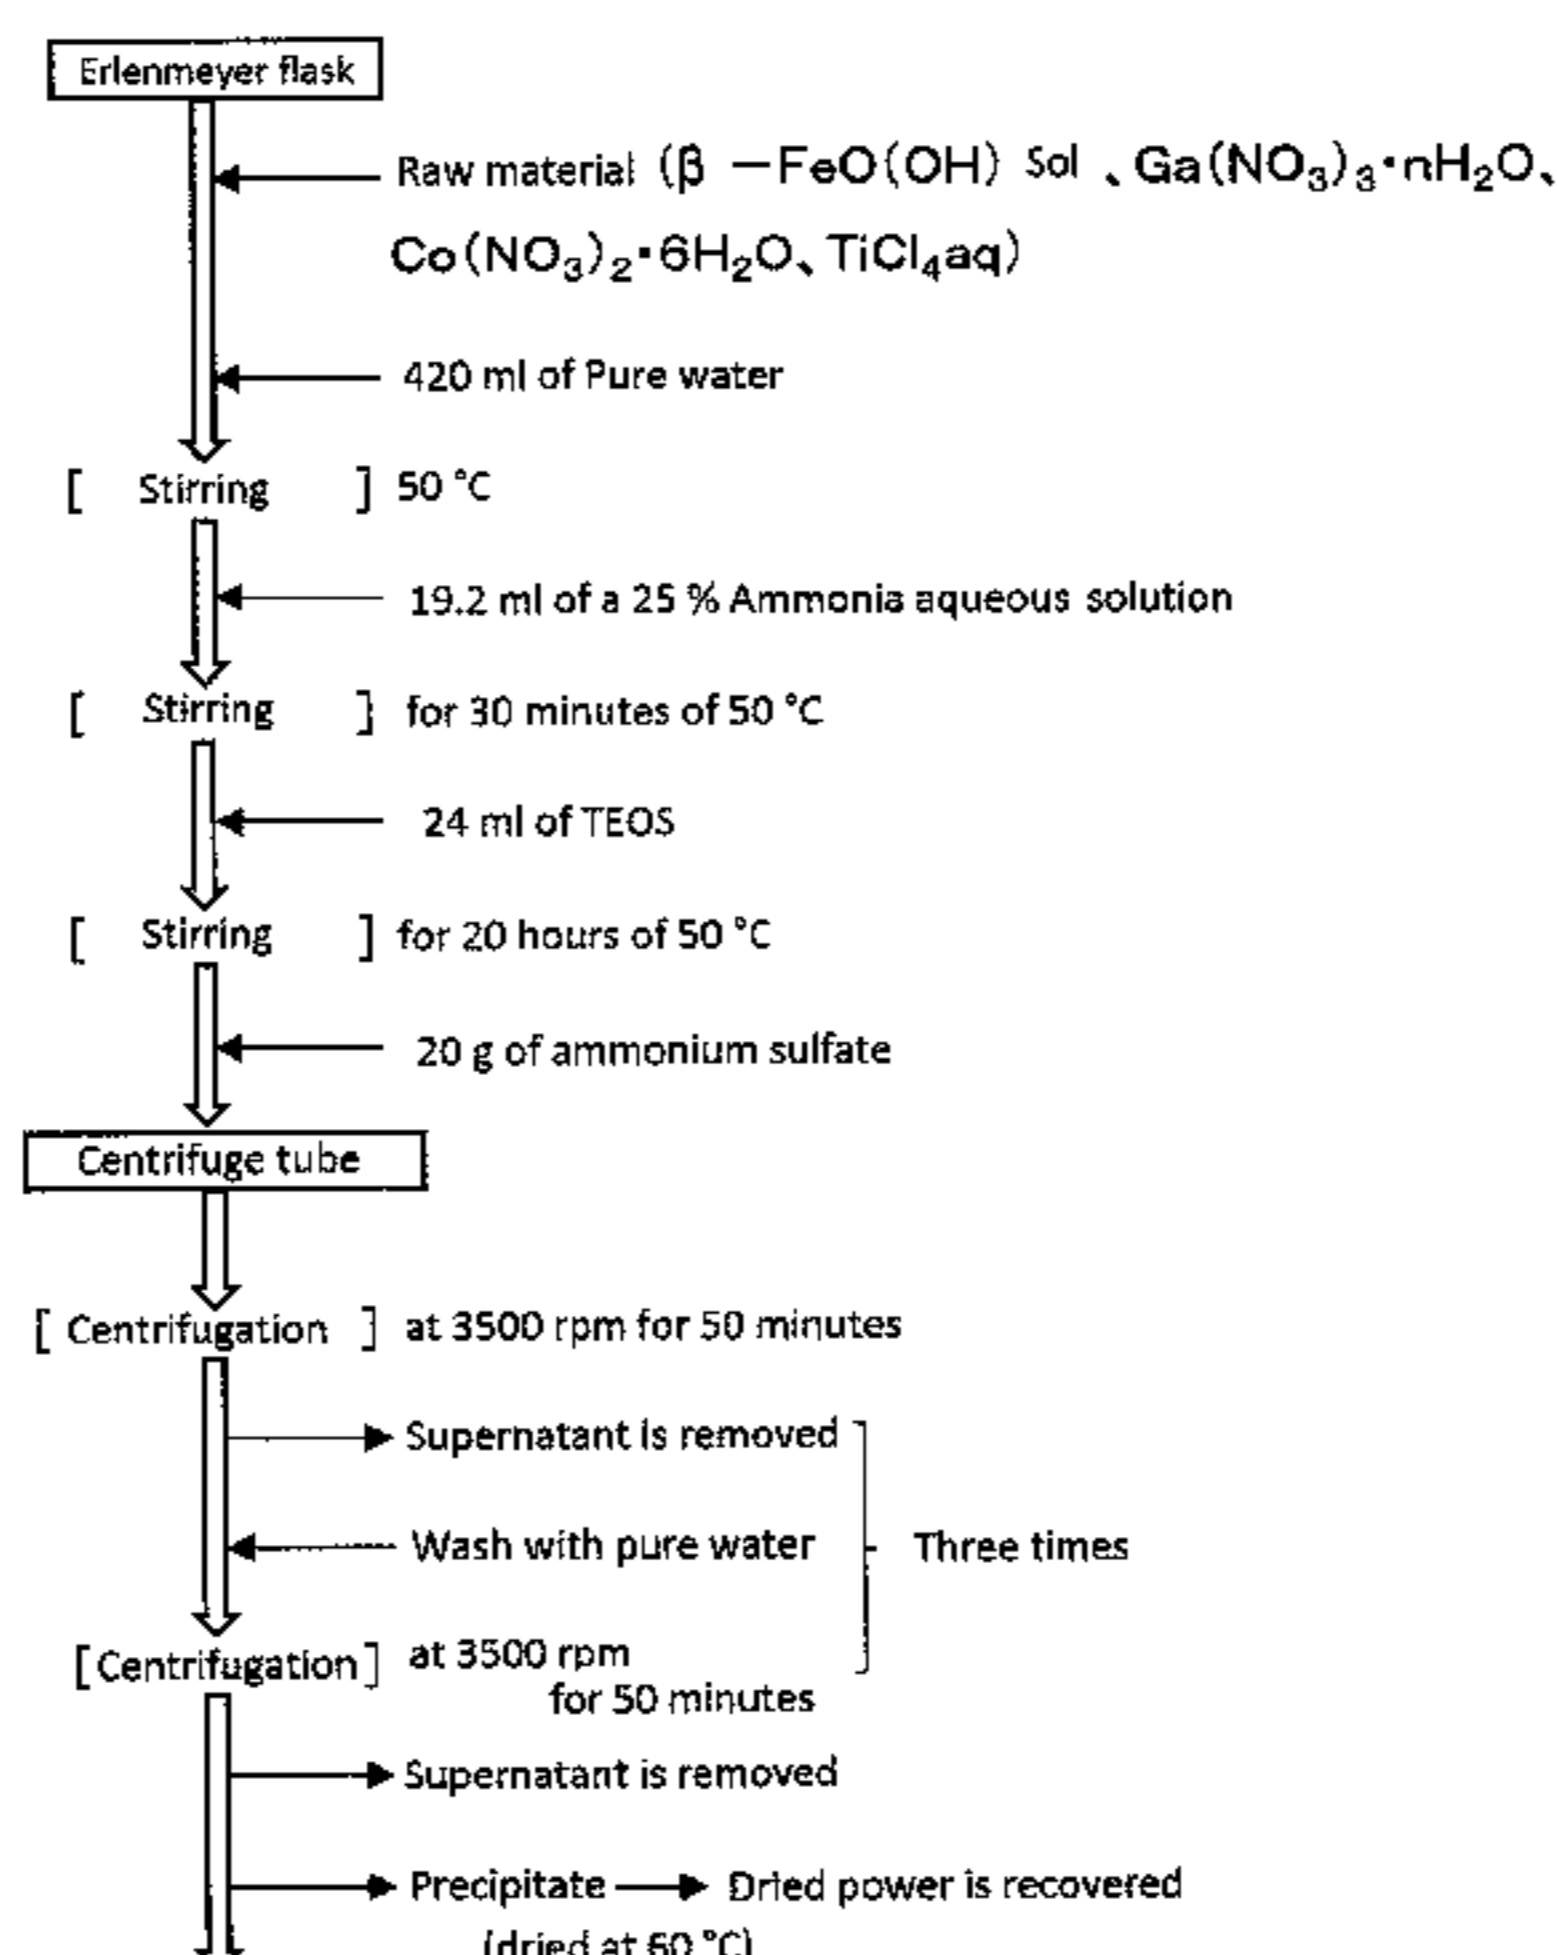 Erlenmeyer flask
Raw material (β −FeO(OH) Sol 、Ga(NO₃)₃・nH₂O、
Co(NO₃)₂・6H₂O、TiCl₄aq)
420 ml of Pure water
[ Stirring ] 50 °C
19.2 ml of a 25 % Ammonia aqueous solution
[ Stirring ] for 30 minutes of 50 °C
24 ml of TEOS
[ Stirring ] for 20 hours of 50 °C
20 g of ammonium sulfate
Centrifuge tube
[ Centrifugation ] at 3500 rpm for 50 minutes
Supernatant is removed
Wash with pure water
Three times
[Centrifugation] at 3500 rpm
for 50 minutes
Supernatant is removed
Precipitate Dried power is recovered
(dried at 60 °C)